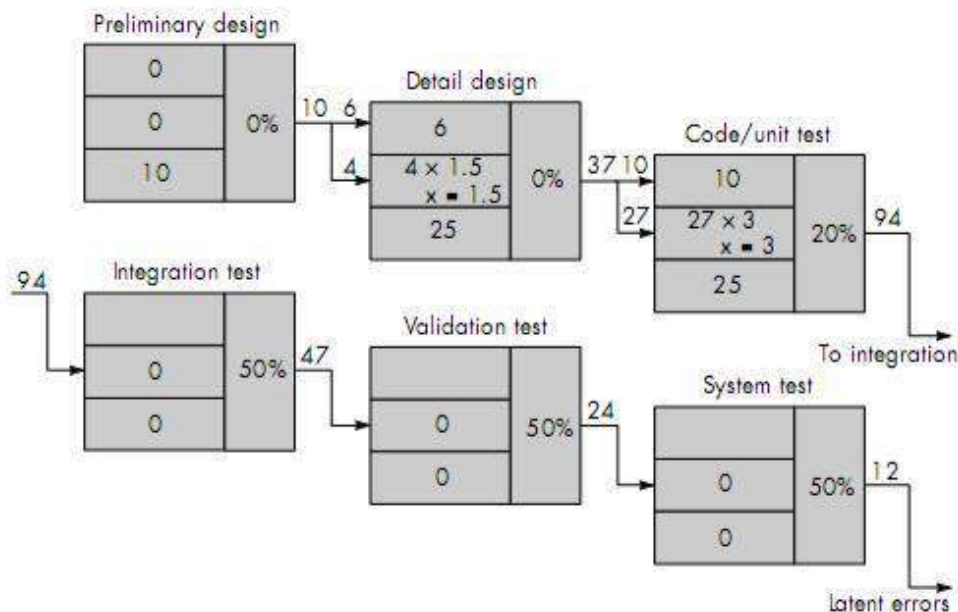 Preliminary design
0
0
10
0%
10 6
4
Detail design
6
4 × 1.5
x = 1.5
25
0%
37 10
27
Code/unit test
10
27 × 3
x = 3
25
20%
94
To integration
94
Integration test
0
0
50%
47
Validation test
0
0
50%
24
System test
0
0
50%
12
Latent errors